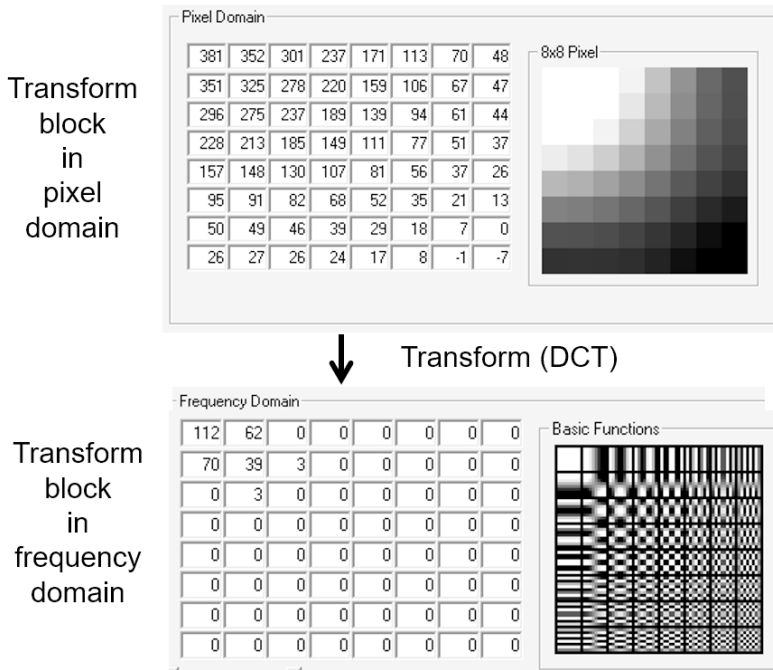 Pixel Domain
8x8 Pixel
381 352 301 237 171 113 70 48
351 325 278 220 159 106 67 47
296 275 237 189 139 94 61 44
228 213 185 149 111 77 51 37
157 148 130 107 81 56 37 26
95 91 82 68 52 35 21 13
50 49 46 39 29 18 7 0
26 27 26 24 17 8 -1 -7
Transform
block
in
pixel
domain
Transform (DCT)
Frequency Domain
Basic Functions
112 62 0 0 0 0 0 0
70 39 3 0 0 0 0 0
0 3 0 0 0 0 0 0
0 0 0 0 0 0 0 0
0 0 0 0 0 0 0 0
0 0 0 0 0 0 0 0
0 0 0 0 0 0 0 0
0 0 0 0 0 0 0 0
Transform
block
in
frequency
domain